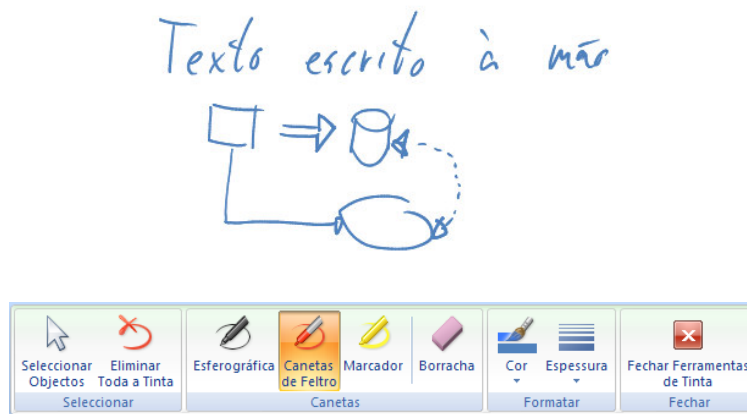 Texto escrito à mão
Seleccionar Objectos
Eliminar Toda a Tinta
Seleccionar
Esferográfica
Canetas de Feltro
Marcador
Borracha
Canetas
Cor
Espessura
Formatar
Fechar Ferramentas de Tinta
Fechar